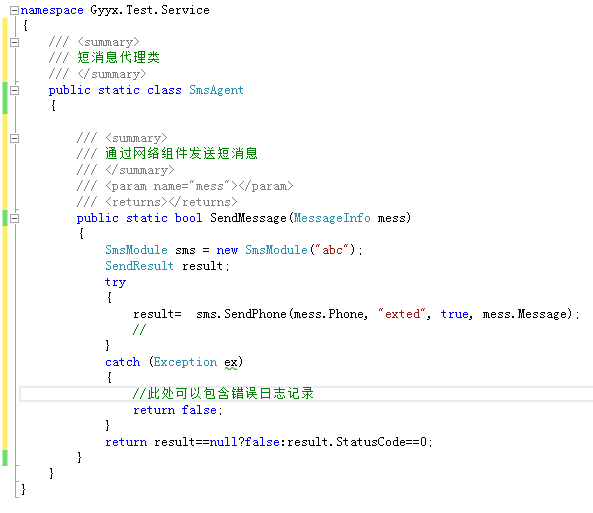 namespace Gyyx.Test.Service
{
/// <summary>
/// 短消息代理类
/// </summary>
public static class SmsAgent
{
/// <summary>
/// 通过网络组件发送短消息
/// </summary>
/// <param name="mess"></param>
/// <returns></returns>
public static bool SendMessage(MessageInfo mess)
{
SmsModule sms = new SmsModule("abc");
SendResult result;
try
{
result=  sms.SendPhone(mess.Phone, "exted", true, mess.Message);
//
}
catch (Exception ex)
{
//此处可以包含错误日志记录
return false;
}
return result==null?false:result.StatusCode==0;
}
}
}